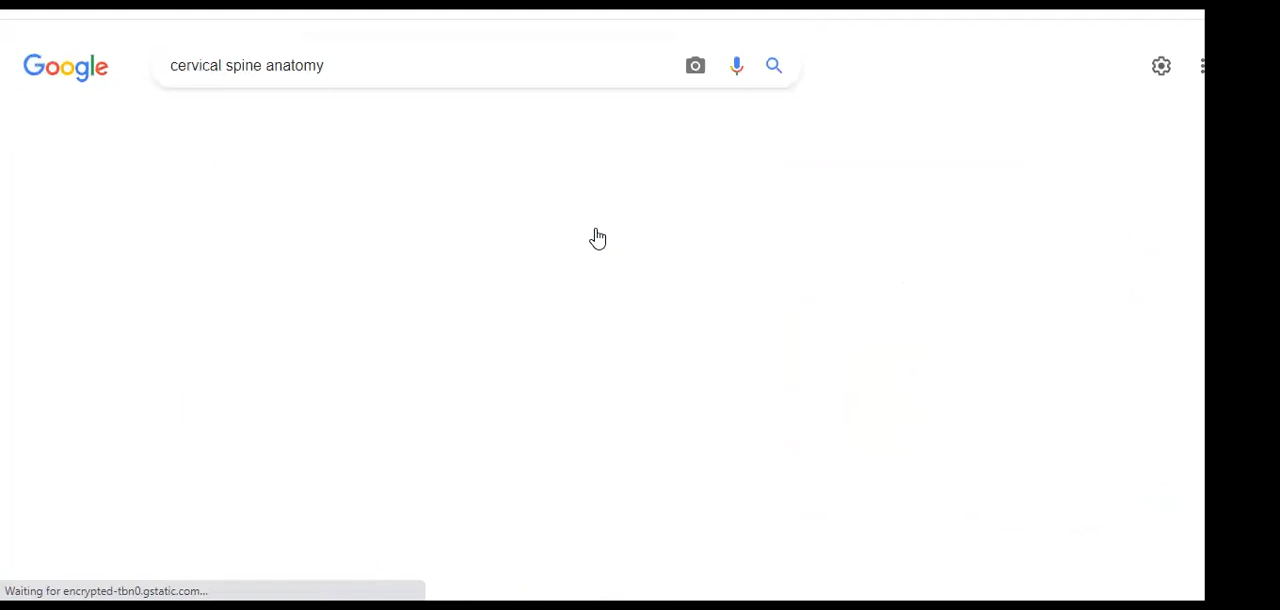 Google
cervical spine anatomy
Waiting for encrypted-tbn0.gstatic.com...